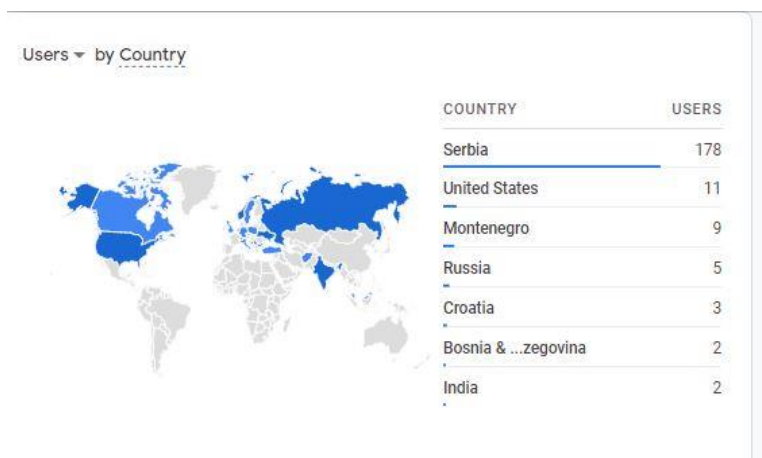 Users by Country
COUNTRY USERS
Serbia 178
United States 11
Montenegro 9
Russia 5
Croatia 3
Bosnia & ...zegovina 2
India 2